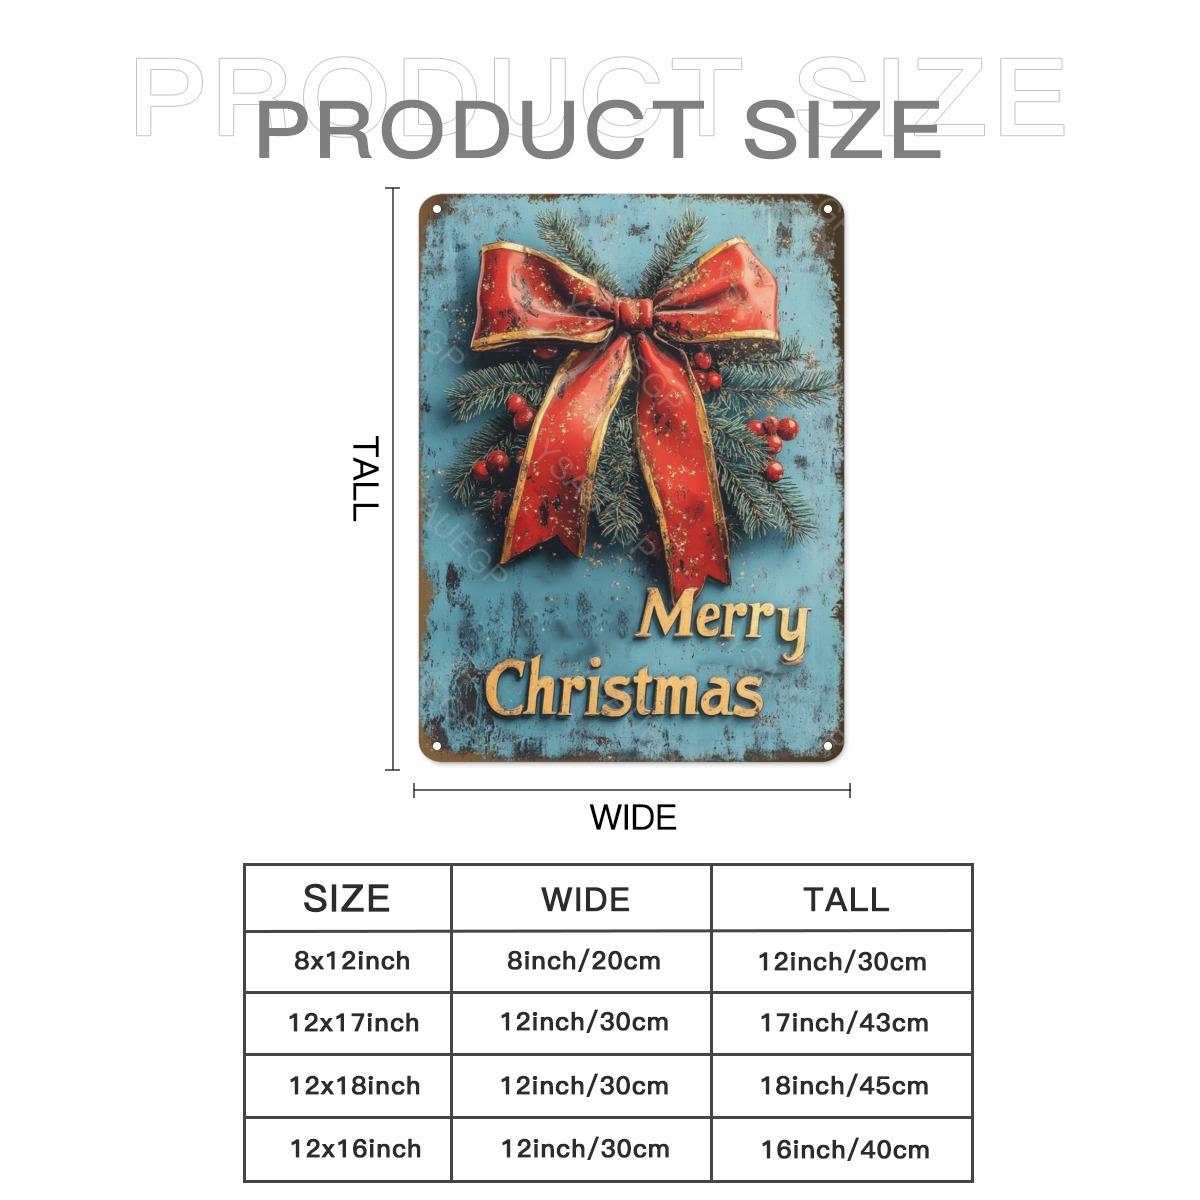 PRODUCT SIZE
PRODUCT SIZE
TALL
Merry
Christmas
WIDE
SIZE WIDE TALL
8x12inch 8inch/20cm 12inch/30cm
12x17inch 12inch/30cm 17inch/43cm
12x18inch 12inch/30cm 18inch/45cm
12x16inch 12inch/30cm 16inch/40cm